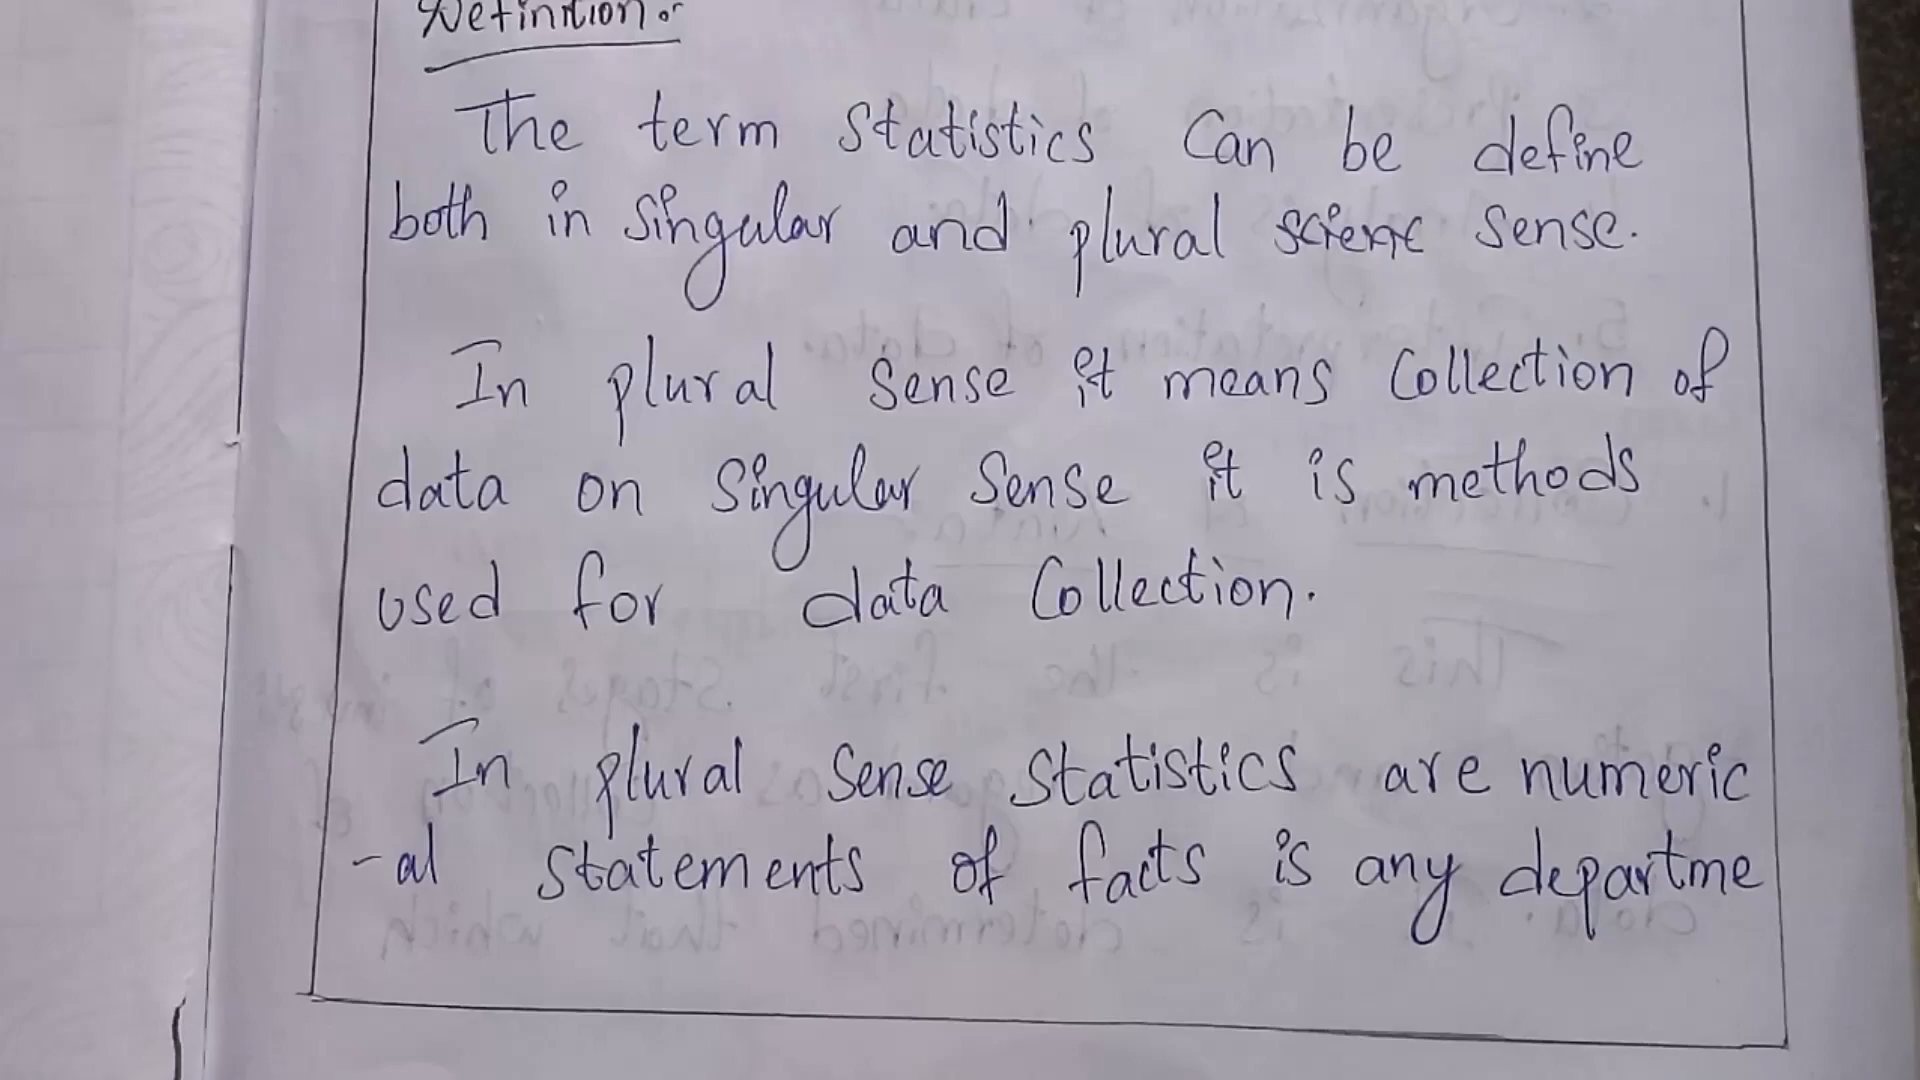 Definition :-
The term statistics can be define
both in singular and plural scienc sense.
In plural sense it means collection of
data on singular sense it is methods
used for data collection.
In plural sense statistics are numeric
-al statements of facts is any departme